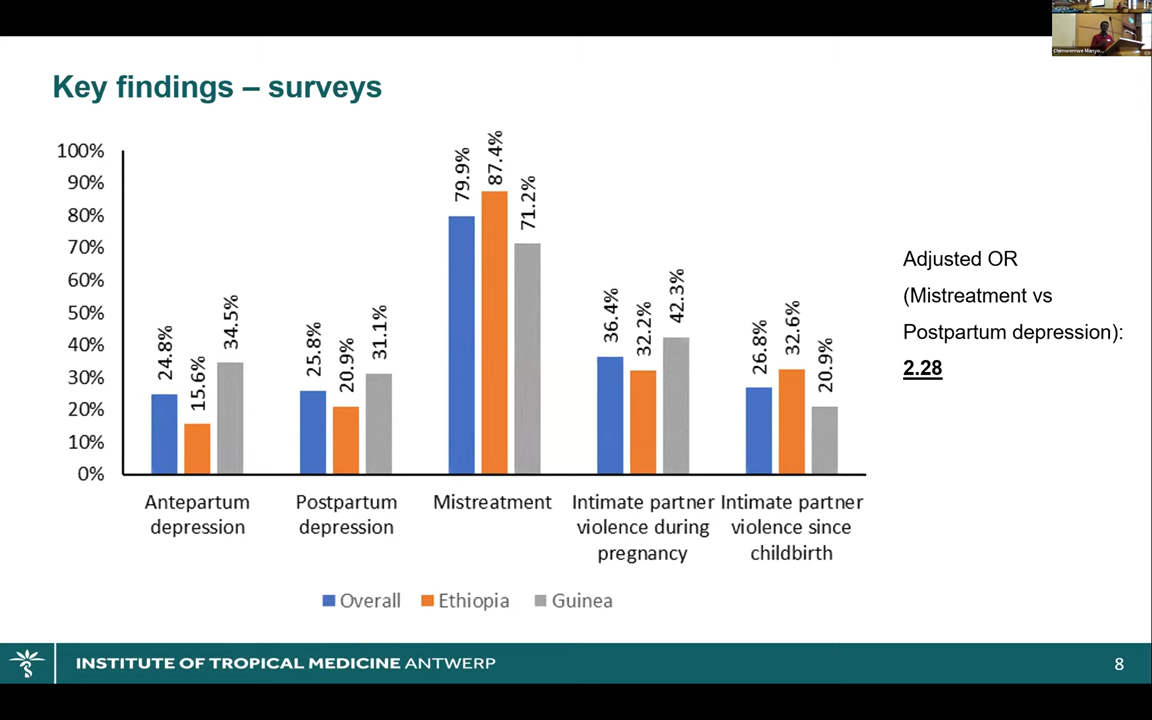 Chimwemwe Manyo...
Key findings – surveys
100%
90%
80%
70%
60%
50%
40%
30%
20%
10%
0%
24.8%
15.6%
34.5%
25.8%
20.9%
31.1%
79.9%
87.4%
71.2%
36.4%
32.2%
42.3%
26.8%
32.6%
20.9%
Antepartum
depression
Postpartum
depression
Mistreatment
Intimate partner
violence during
pregnancy
Intimate partner
violence since
childbirth
Overall Ethiopia Guinea
Adjusted OR
(Mistreatment vs
Postpartum depression):
2.28
INSTITUTE OF TROPICAL MEDICINE ANTWERP
8